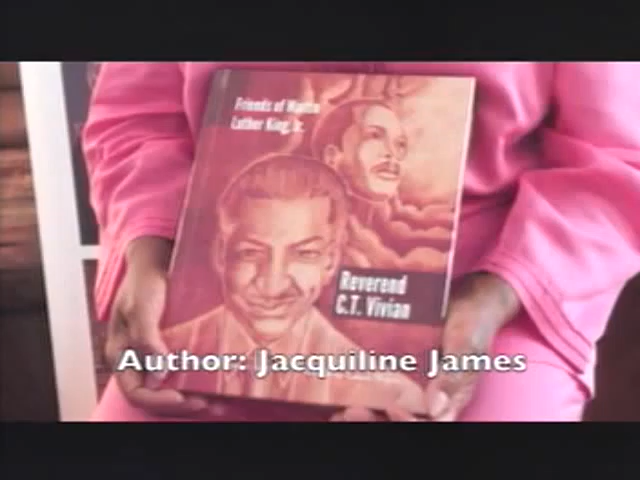 Friends of Martin
Luther King, Jr.
Reverend
C.T. Vivian
Author: Jacquiline James